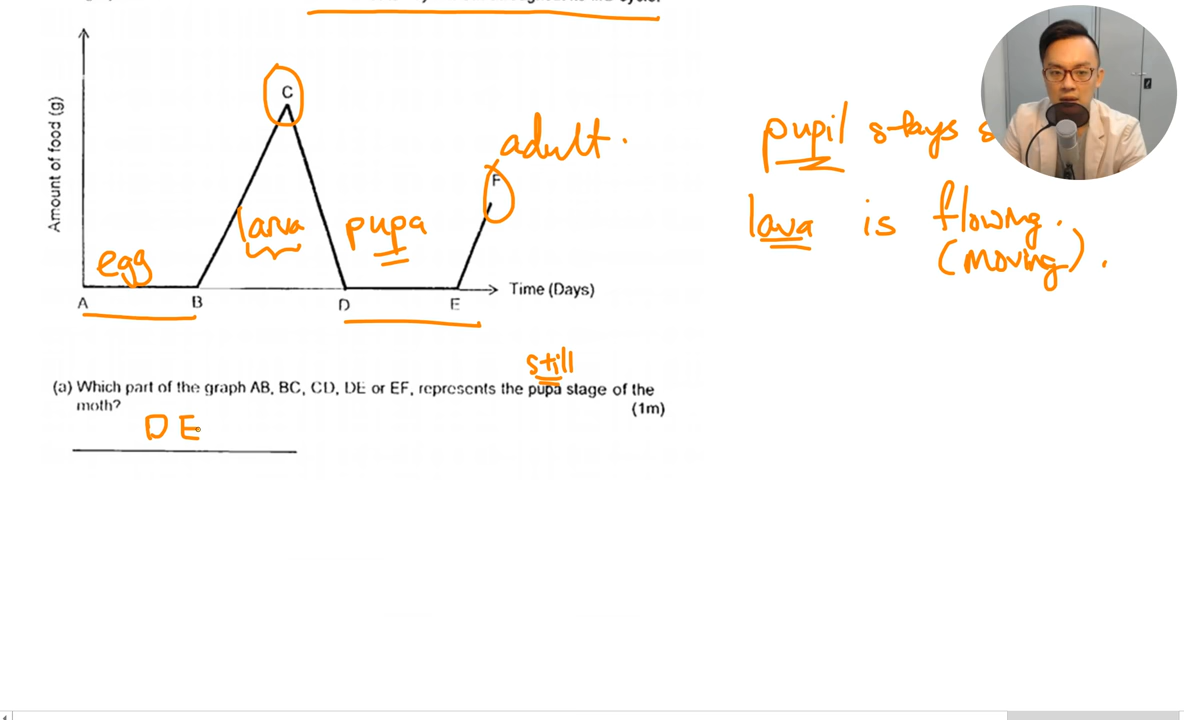 Amount of food (g)
C
adult.
F
larva
pupa
egg
A
B
D
E
Time (Days)
pupil stays
lava is flowing.
(moving).
still
(a) Which part of the graph AB, BC, CD, DE or EF, represents the pupa stage of the
moth?
(1m)
DE